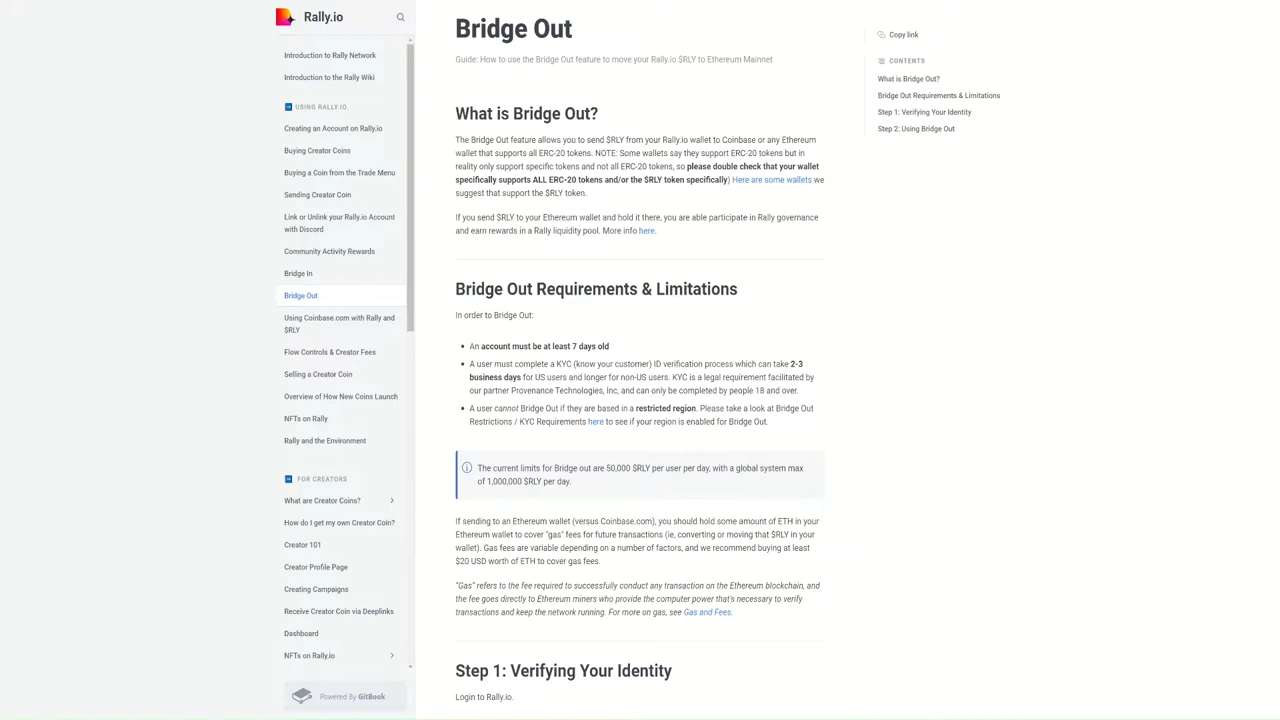 Rally.io
Introduction to Rally Network
Introduction to the Rally Wiki
USING RALLY.IO
Creating an Account on Rally.io
Buying Creator Coins
Buying a Coin from the Trade Menu
Sending Creator Coin
Link or Unlink your Rally.io Account
with Discord
Community Activity Rewards
Bridge In
Bridge Out
Using Coinbase.com with Rally and
$RLY
Flow Controls & Creator Fees
Selling a Creator Coin
Overview of How New Coins Launch
NFTs on Rally
Rally and the Environment
FOR CREATORS
What are Creator Coins?
How do I get my own Creator Coin?
Creator 101
Creator Profile Page
Creating Campaigns
Receive Creator Coin via Deeplinks
Dashboard
NFTs on Rally.io
Powered By GitBook
Bridge Out
Guide: How to use the Bridge Out feature to move your Rally.io $RLY to Ethereum Mainnet
What is Bridge Out?
The Bridge Out feature allows you to send $RLY from your Rally.io wallet to Coinbase or any Ethereum
wallet that supports all ERC-20 tokens. NOTE: Some wallets say they support ERC-20 tokens but in
reality only support specific tokens and not all ERC-20 tokens, so please double check that your wallet
specifically supports ALL ERC-20 tokens and/or the $RLY token specifically) Here are some wallets we
suggest that support the $RLY token.
If you send $RLY to your Ethereum wallet and hold it there, you are able participate in Rally governance
and earn rewards in a Rally liquidity pool. More info here.
Bridge Out Requirements & Limitations
In order to Bridge Out:
• An account must be at least 7 days old
• A user must complete a KYC (know your customer) ID verification process which can take 2-3
business days for US users and longer for non-US users. KYC is a legal requirement facilitated by
our partner Provenance Technologies, Inc, and can only be completed by people 18 and over.
• A user cannot Bridge Out if they are based in a restricted region. Please take a look at Bridge Out
Restrictions / KYC Requirements here to see if your region is enabled for Bridge Out.
The current limits for Bridge out are 50,000 $RLY per user per day, with a global system max
of 1,000,000 $RLY per day.
If sending to an Ethereum wallet (versus Coinbase.com), you should hold some amount of ETH in your
Ethereum wallet to cover "gas" fees for future transactions (ie, converting or moving that $RLY in your
wallet). Gas fees are variable depending on a number of factors, and we recommend buying at least
$20 USD worth of ETH to cover gas fees.
"Gas" refers to the fee required to successfully conduct any transaction on the Ethereum blockchain, and
the fee goes directly to Ethereum miners who provide the computer power that's necessary to verify
transactions and keep the network running. For more on gas, see Gas and Fees.
Step 1: Verifying Your Identity
Login to Rally.io.
Copy link
CONTENTS
What is Bridge Out?
Bridge Out Requirements & Limitations
Step 1: Verifying Your Identity
Step 2: Using Bridge Out